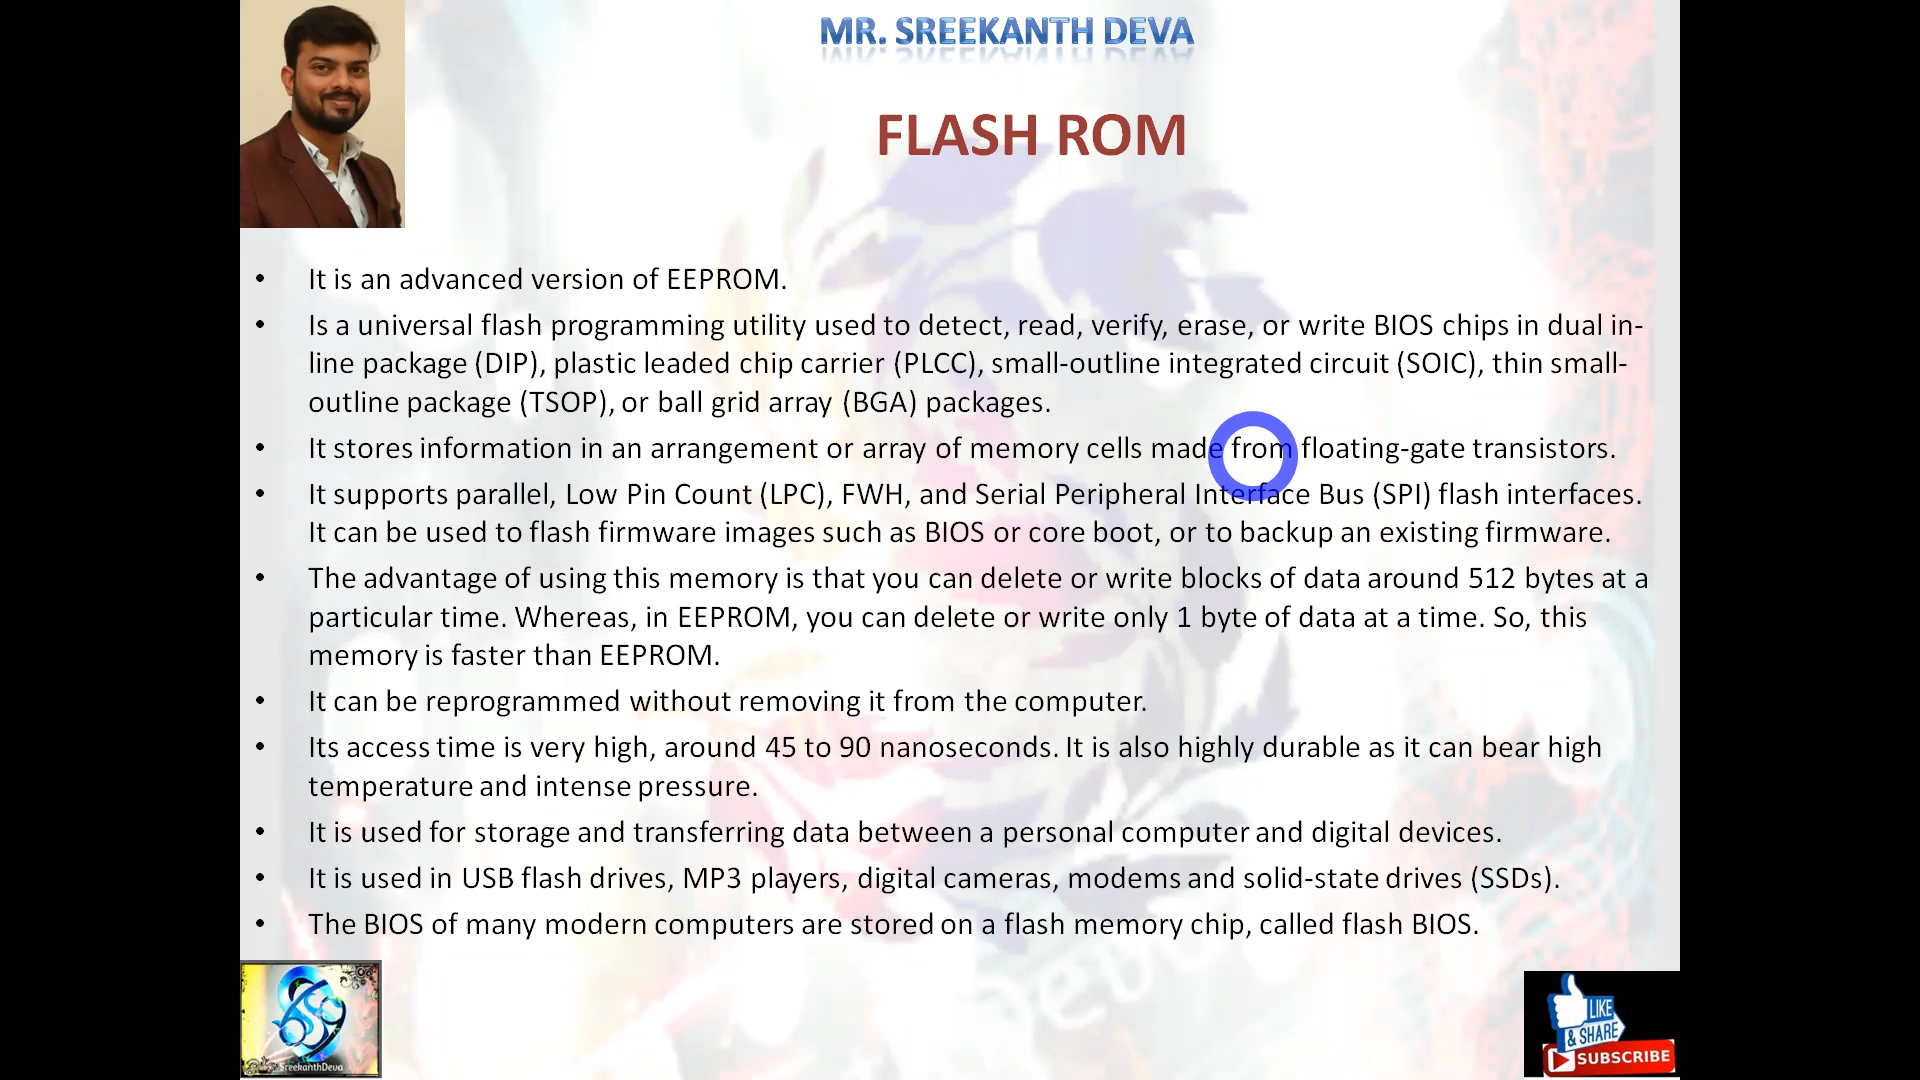 MR. SREEKANTH DEVA
FLASH ROM
• It is an advanced version of EEPROM.
• Is a universal flash programming utility used to detect, read, verify, erase, or write BIOS chips in dual in-
line package (DIP), plastic leaded chip carrier (PLCC), small-outline integrated circuit (SOIC), thin small-
outline package (TSOP), or ball grid array (BGA) packages.
• It stores information in an arrangement or array of memory cells made from floating-gate transistors.
• It supports parallel, Low Pin Count (LPC), FWH, and Serial Peripheral Interface Bus (SPI) flash interfaces.
It can be used to flash firmware images such as BIOS or core boot, or to backup an existing firmware.
• The advantage of using this memory is that you can delete or write blocks of data around 512 bytes at a
particular time. Whereas, in EEPROM, you can delete or write only 1 byte of data at a time. So, this
memory is faster than EEPROM.
• It can be reprogrammed without removing it from the computer.
• Its access time is very high, around 45 to 90 nanoseconds. It is also highly durable as it can bear high
temperature and intense pressure.
• It is used for storage and transferring data between a personal computer and digital devices.
• It is used in USB flash drives, MP3 players, digital cameras, modems and solid-state drives (SSDs).
• The BIOS of many modern computers are stored on a flash memory chip, called flash BIOS.
SreekanthDeva
Deva
LIKE
& SHARE
SUBSCRIBE